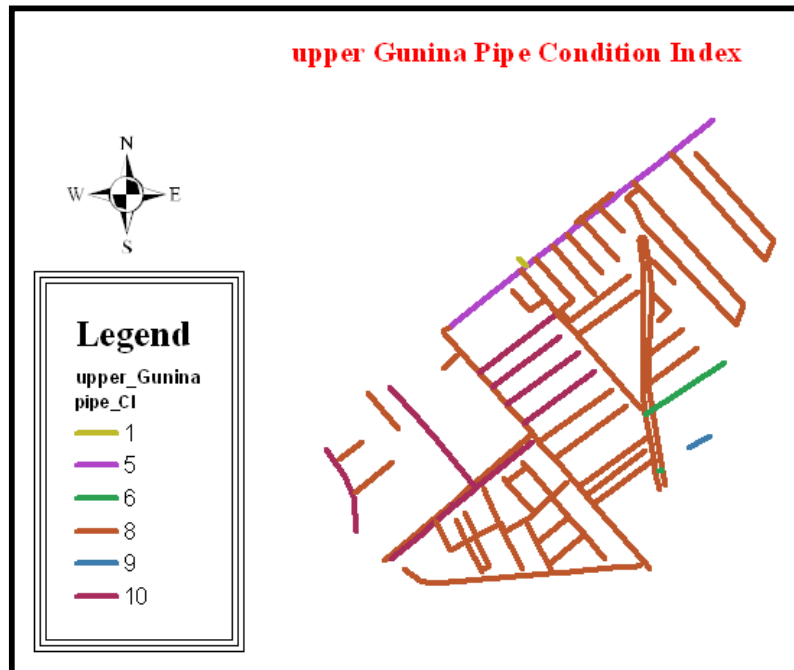 upper Gunina Pipe Condition Index
N
W E
S
Legend
upper_Gunina
pipe_CI
1
5
6
8
9
10